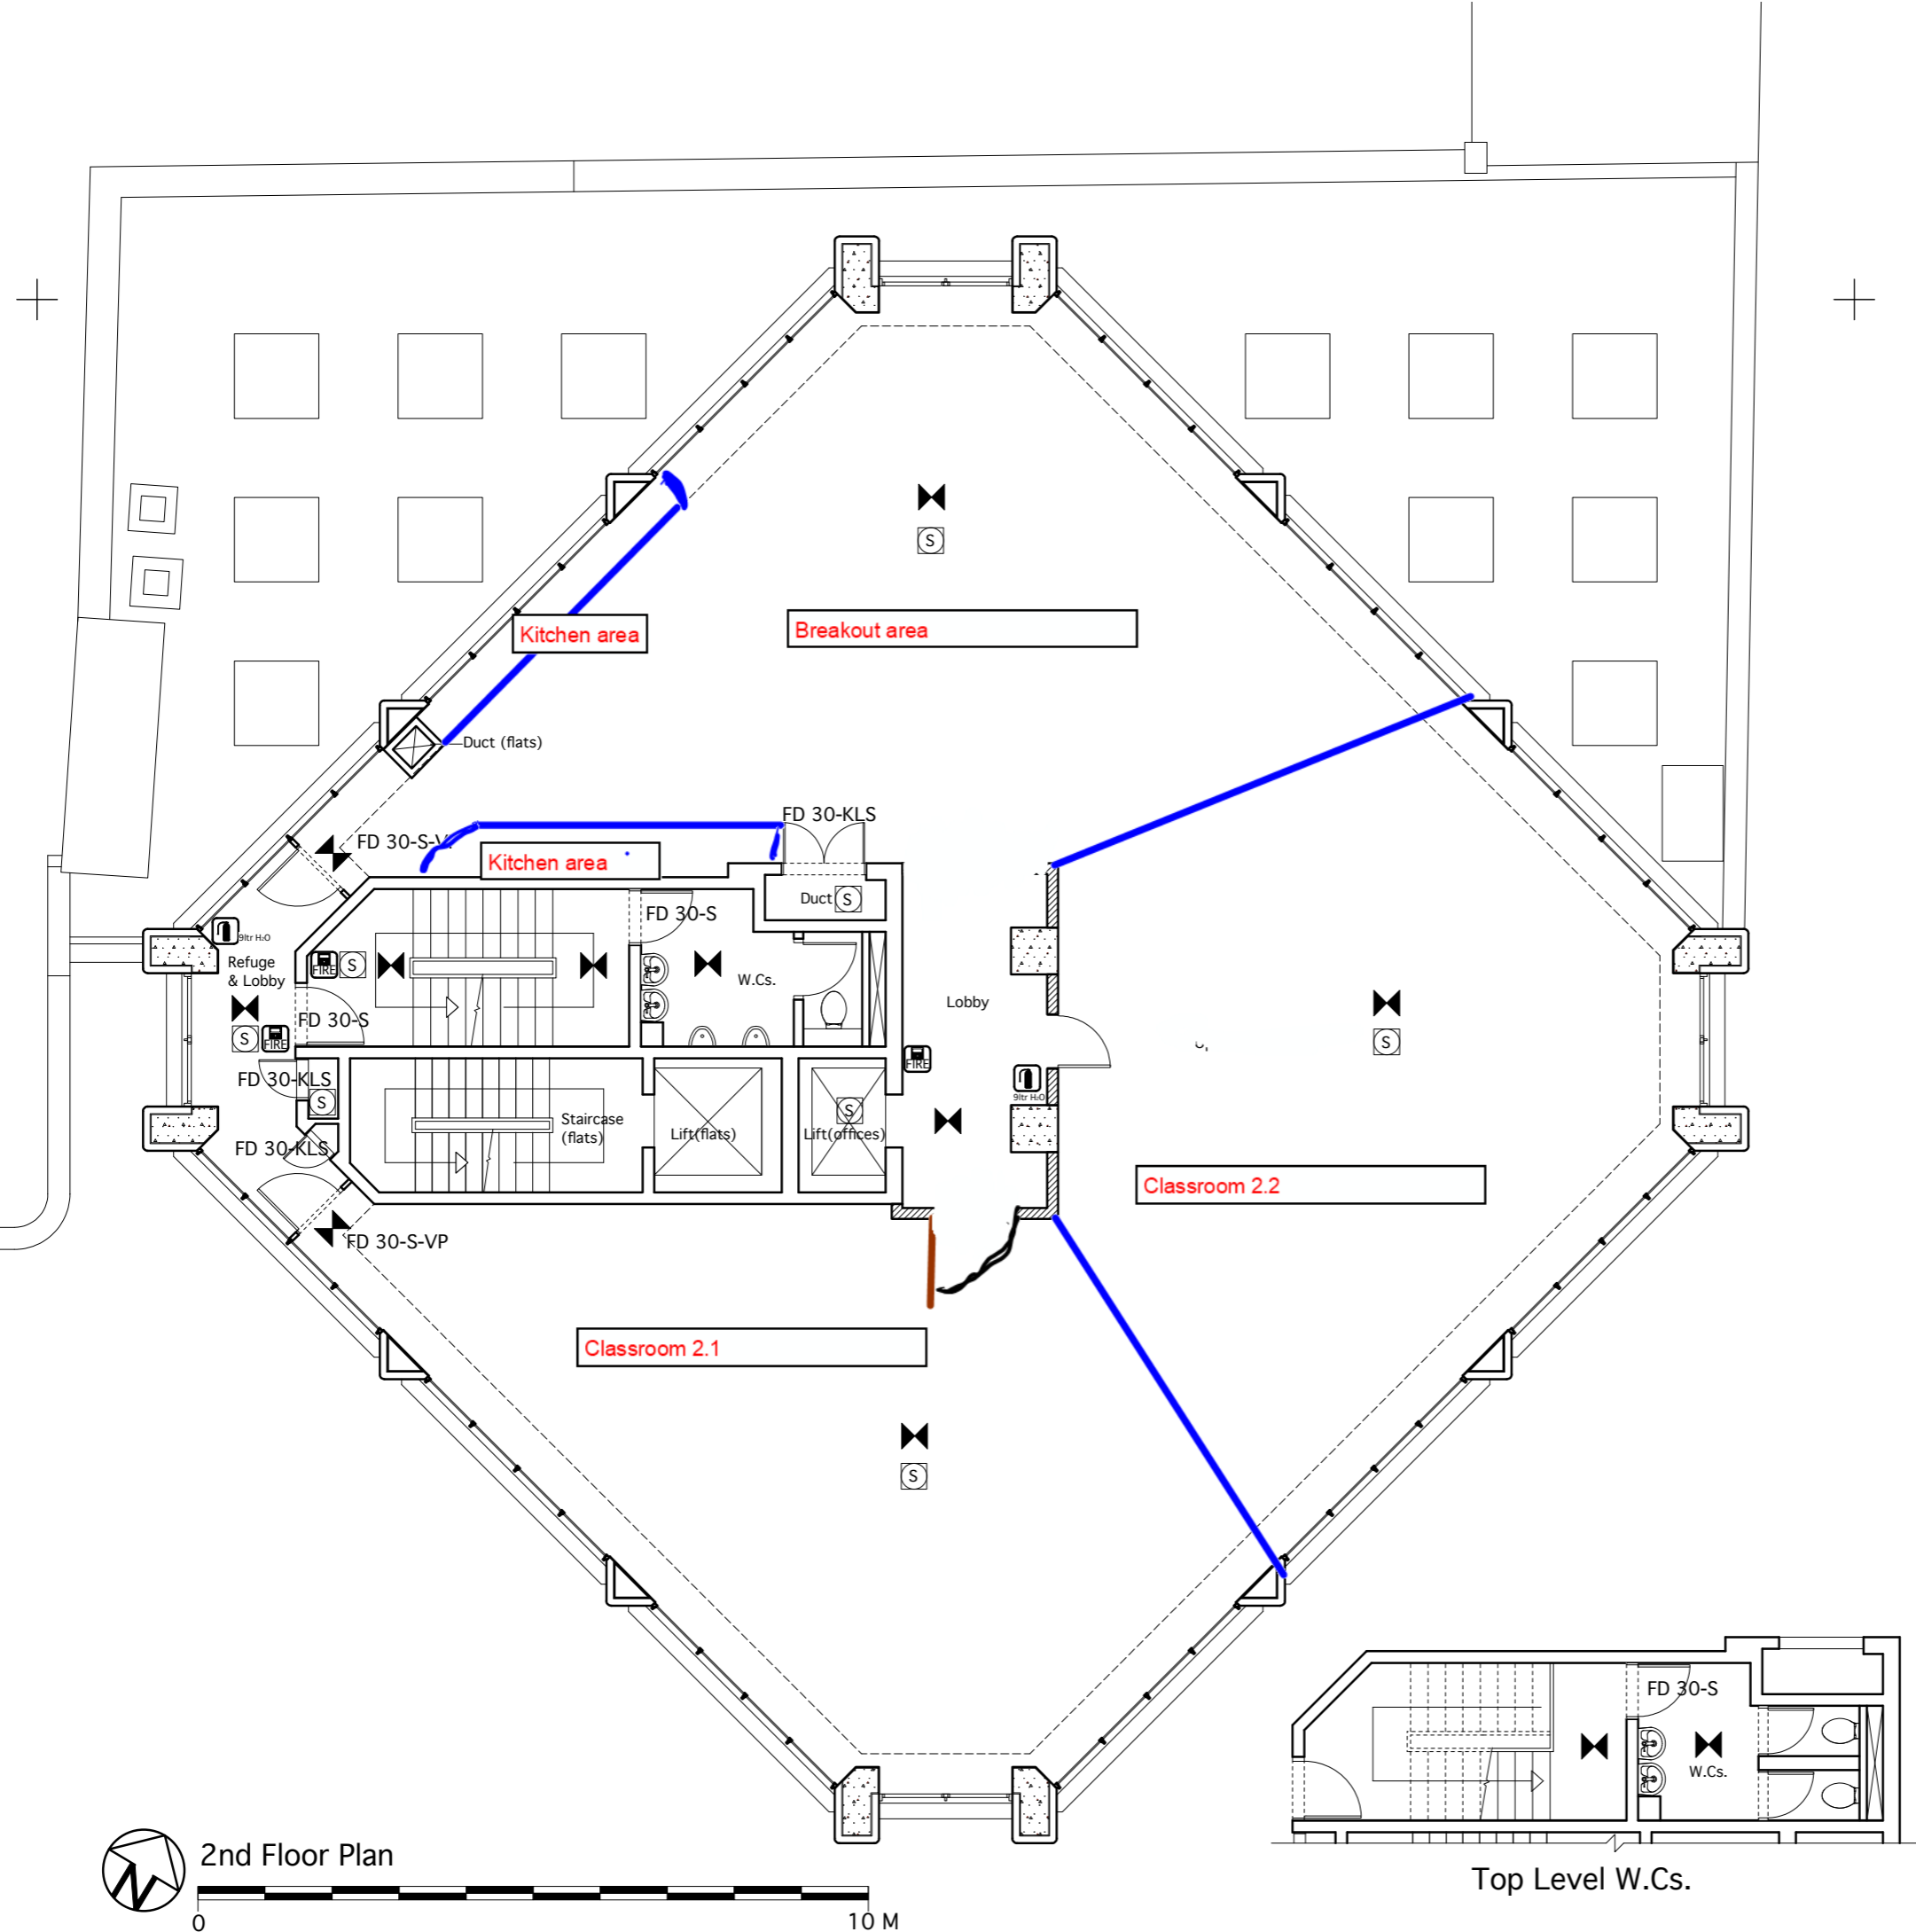 S
Kitchen area
Breakout area
Duct (flats)
FD 30-KLS
FD 30-S-V
Kitchen area
Duct
S
FD 30-S
9ltr H₂O
Refuge
& Lobby
FIRE
S
W.Cs.
Lobby
FD 30-S
S
FIRE
S
FIRE
FD 30-KLS
S
9ltr H₂O
S
Staircase
(flats)
Lift(flats)
Lift(offices)
FD 30-KLS
Classroom 2.2
FD 30-S-VP
Classroom 2.1
S
FD 30-S
W.Cs.
2nd Floor Plan
N
0
10 M
Top Level W.Cs.